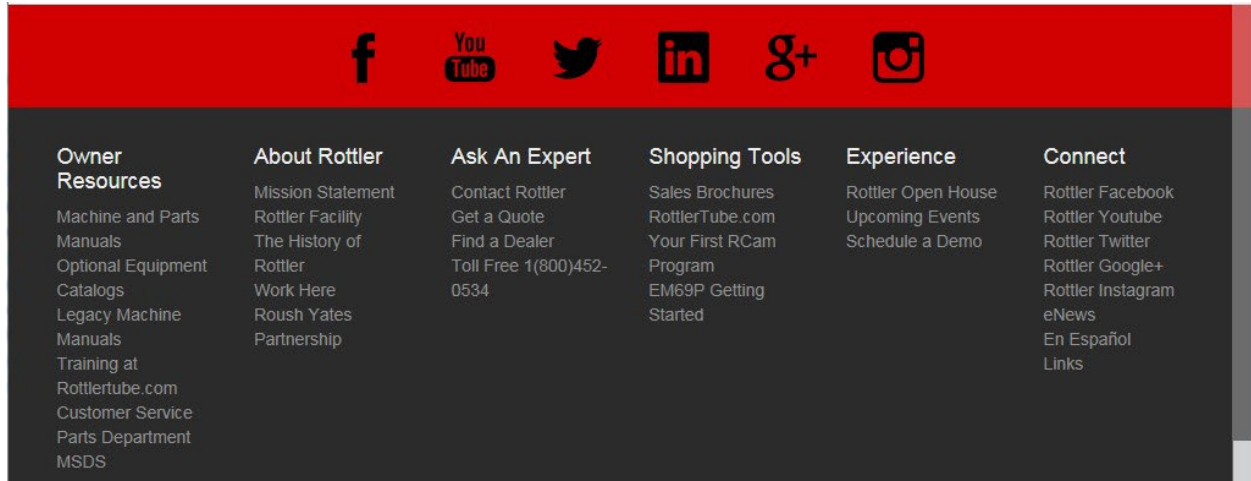 f
You
Tube
in
g+
Owner
Resources
Machine and Parts
Manuals
Optional Equipment
Catalogs
Legacy Machine
Manuals
Training at
Rottlertube.com
Customer Service
Parts Department
MSDS
About Rottler
Mission Statement
Rottler Facility
The History of
Rottler
Work Here
Roush Yates
Partnership
Ask An Expert
Contact Rottler
Get a Quote
Find a Dealer
Toll Free 1(800)452-
0534
Shopping Tools
Sales Brochures
RottlerTube.com
Your First RCam
Program
EM69P Getting
Started
Experience
Rottler Open House
Upcoming Events
Schedule a Demo
Connect
Rottler Facebook
Rottler Youtube
Rottler Twitter
Rottler Google+
Rottler Instagram
eNews
En Español
Links